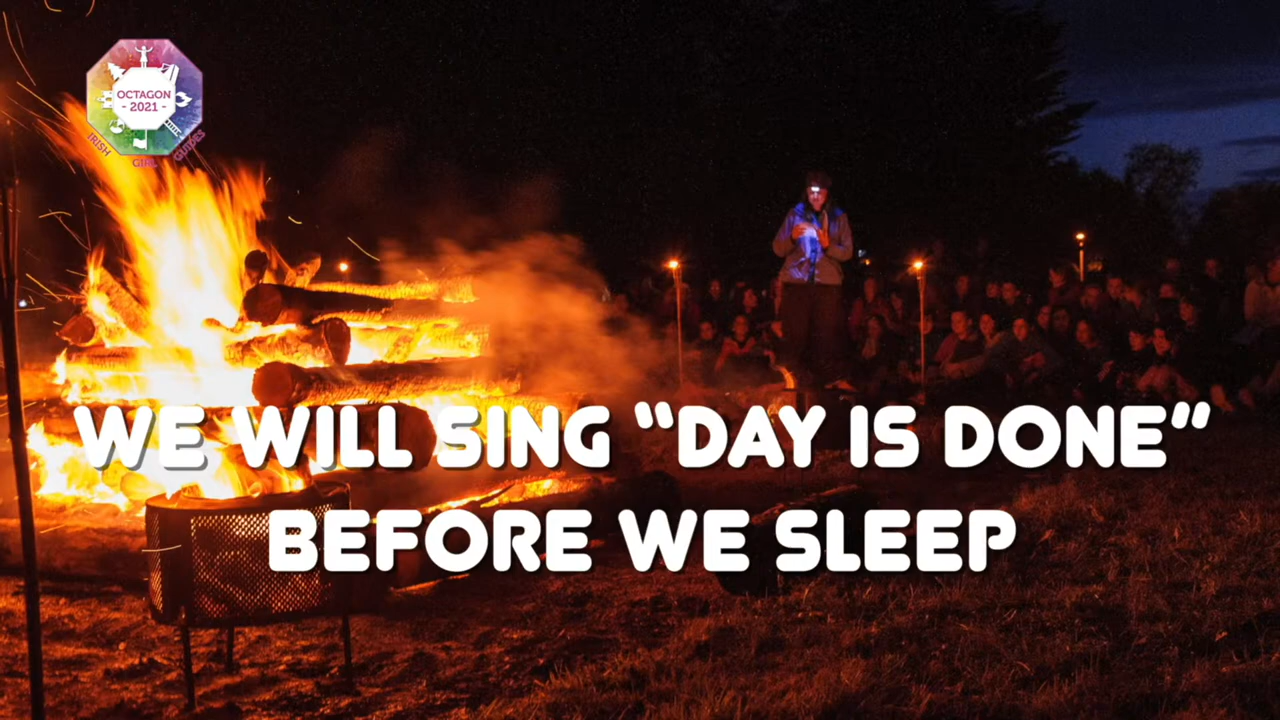 OCTAGON
- 2021 -
IRISH GIRL GUIDES
WE WILL SING “DAY IS DONE”
BEFORE WE SLEEP